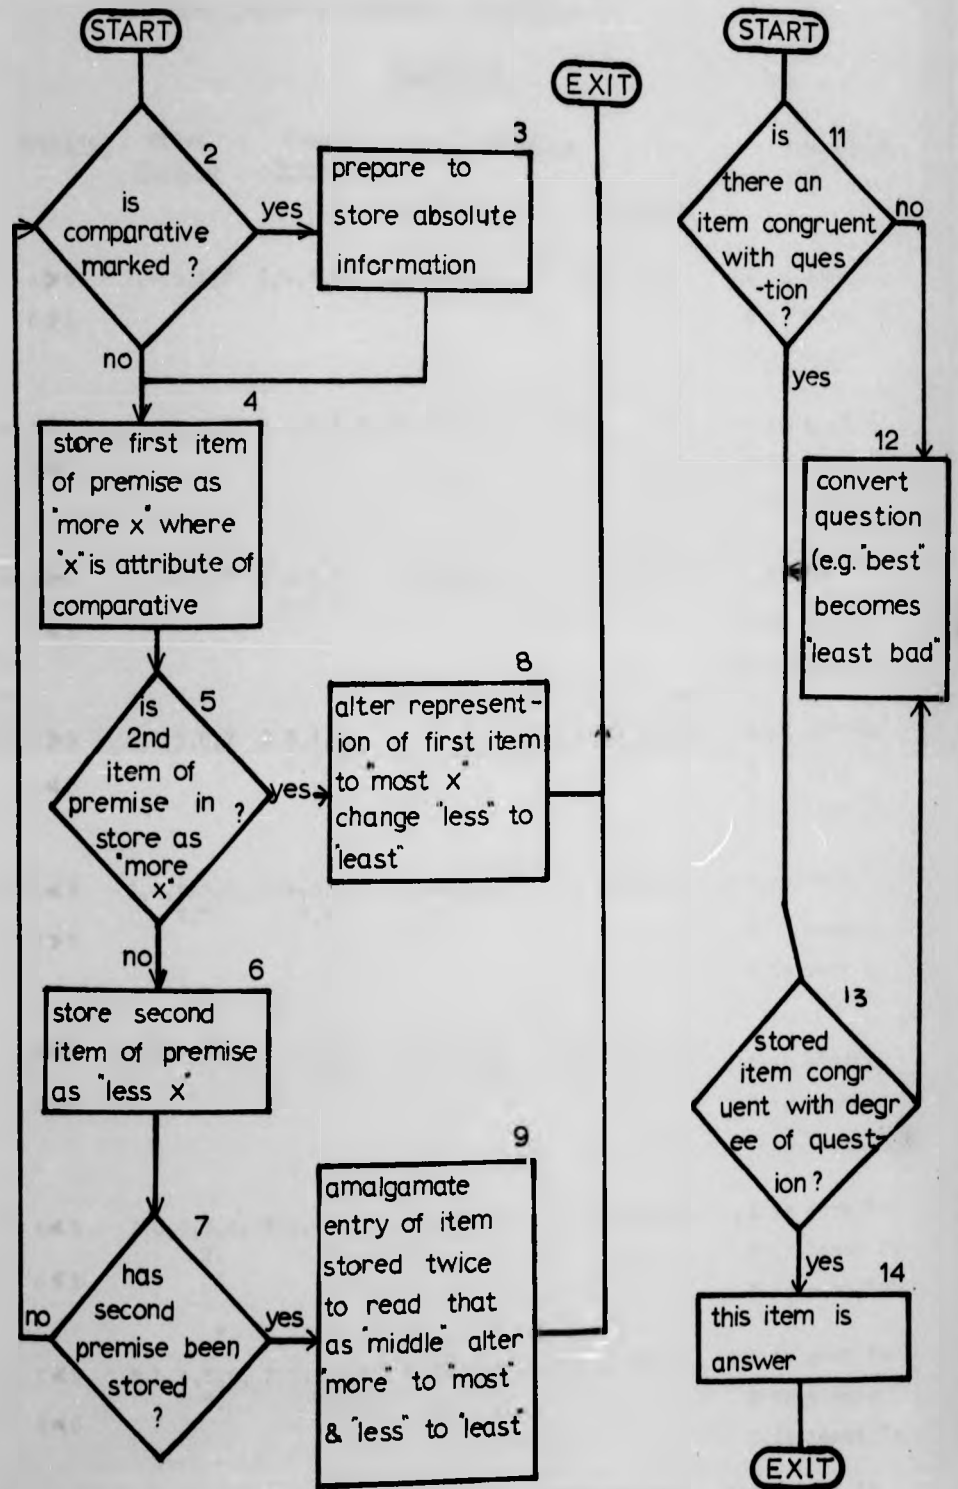 START
2
is
comparative
marked ?
yes
no
3
prepare to
store absolute
information
4
store first item
of premise as
"more x" where
"x" is attribute of
comparative
5
is
2nd
item of
premise in ?
store as
"more
x"
yes
no
8
alter represent-
ion of first item
to "most x"
change "less" to
"least"
6
store second
item of premise
as "less x"
7
has
second
premise been
stored
?
no
yes
9
amalgamate
entry of item
stored twice
to read that
as "middle" alter
"more" to "most"
& "less" to "least"
EXIT
START
11
is
there an
item congruent
with ques
-tion
?
no
yes
12
convert
question
(e.g. "best"
becomes
"least bad"
13
stored
item congr
uent with degr
ee of quest-
ion ?
yes
14
this item is
answer
EXIT